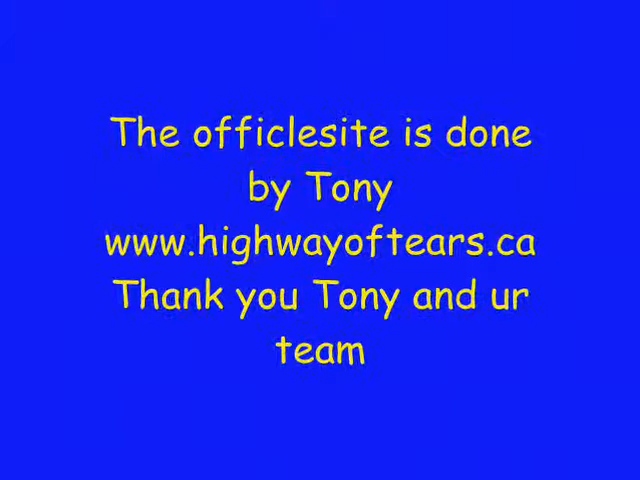 The officlesite is done
by Tony
www.highwayoftears.ca
Thank you Tony and ur
team